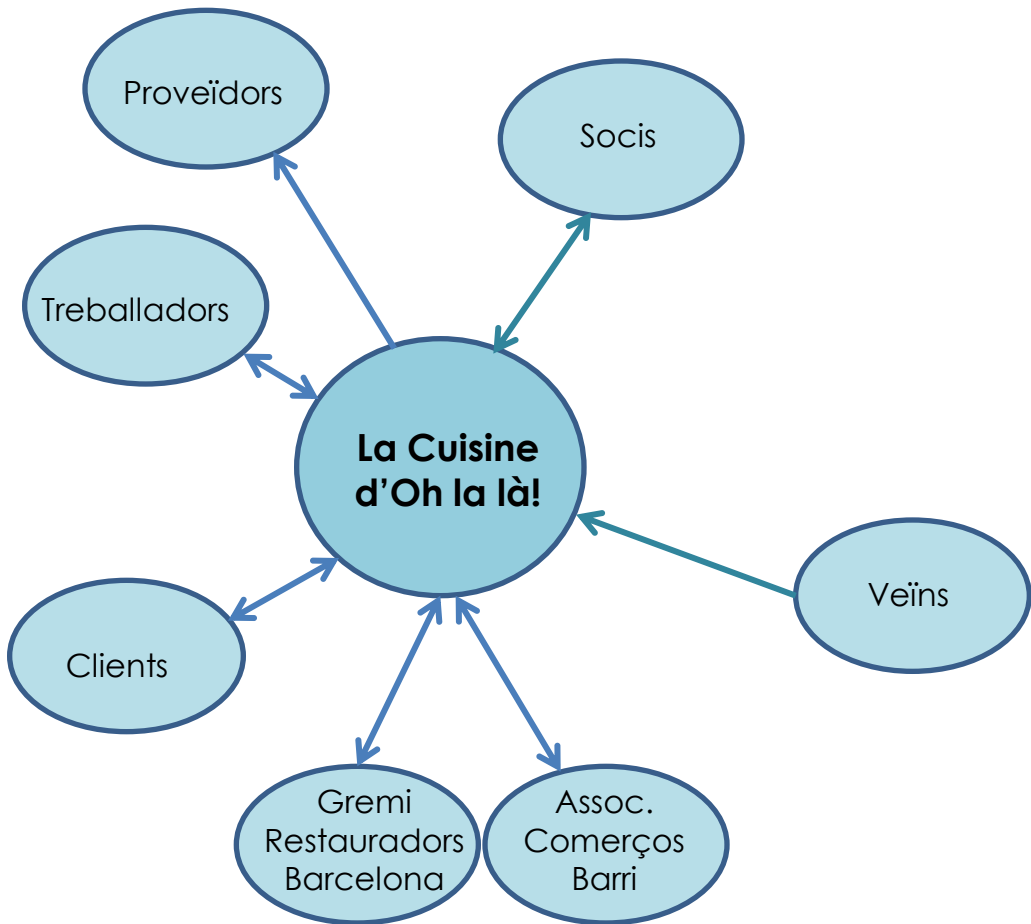 Proveïdors
Socis
Treballadors
La Cuisine
d’Oh la là!
Veïns
Clients
Gremi
Restauradors
Barcelona
Assoc.
Comerços
Barri